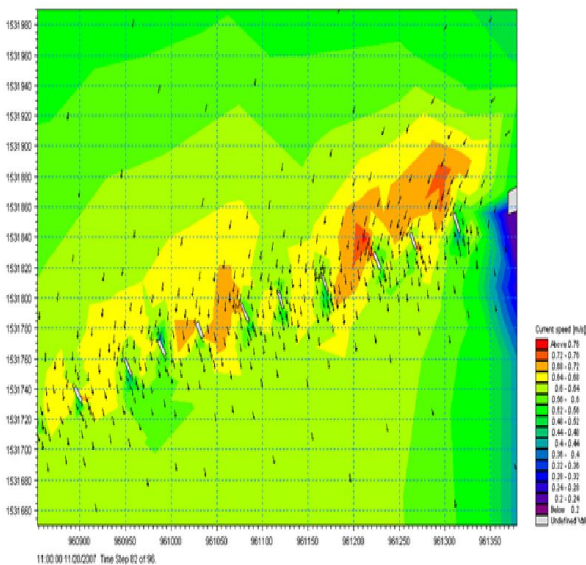 1531980
1531960
1531940
1531920
1531900
1531880
1531860
1531840
1531820
1531800
1531780
1531760
1531740
1531720
1531700
1531680
1531660
960000 960050 961000 961050 961100 961150 961200 961250 961300 961350
11:00:00 11/20/2007 Time Step 82 of 96.
Current speed [m/s]
Above 0.76
0.72 - 0.76
0.68 - 0.72
0.64 - 0.68
0.6 - 0.64
0.56 - 0.6
0.52 - 0.56
0.48 - 0.52
0.44 - 0.48
0.4 - 0.44
0.36 - 0.4
0.32 - 0.36
0.28 - 0.32
0.24 - 0.28
0.2 - 0.24
Below 0.2
Undefined Val